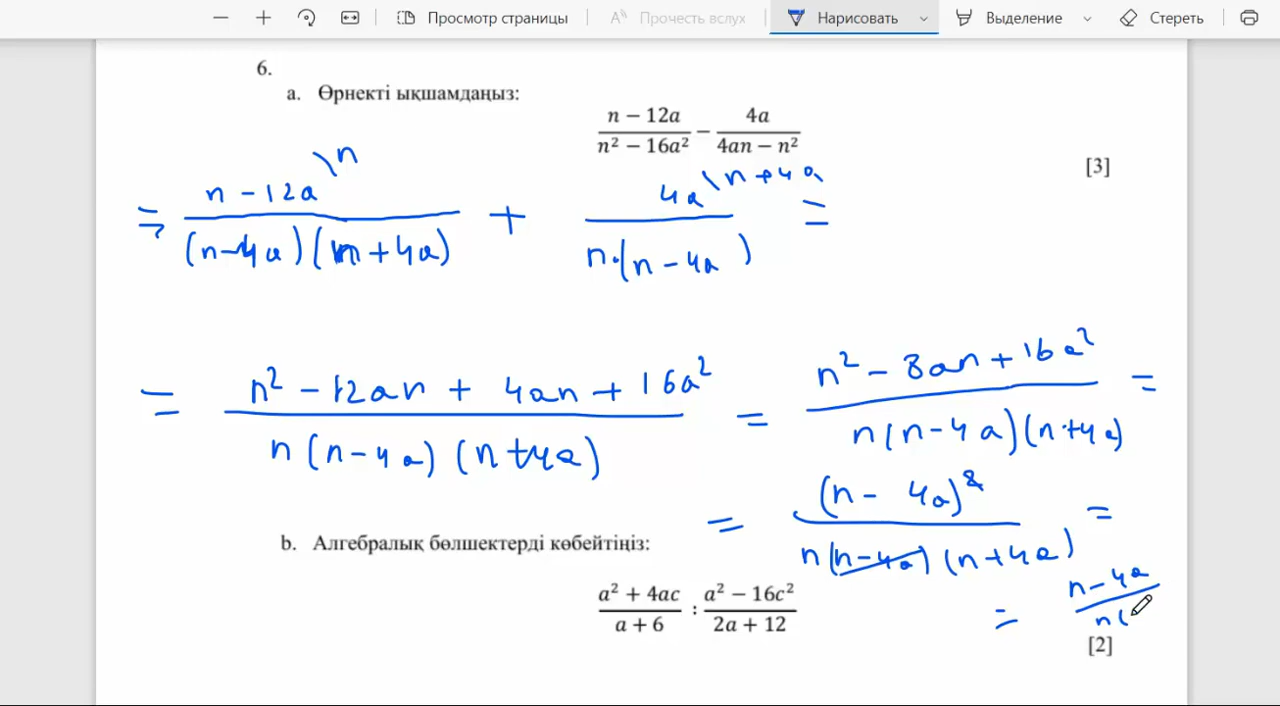 Просмотр страницы Прочесть вслух Нарисовать Выделение Стереть
6.
a. Өрнекті ықшамдаңыз:
(n − 12a)/(n² − 16a²) − 4a/(4an − n²)
[3]
= (n − 12a)\n/((n−4a)(n+4a)) + 4a\n+4a/(n·(n−4a)) =
= (n² − 12an + 4an + 16a²)/(n(n−4a)(n+4a)) = (n² − 8an + 16a²)/(n(n−4a)(n+4a)) =
= (n − 4a)²/(n(n−4a)(n+4a)) =
b. Алгебралық бөлшектерді көбейтіңіз:
= (n−4a)/(n(
(a² + 4ac)/(a + 6) : (a² − 16c²)/(2a + 12)
[2]